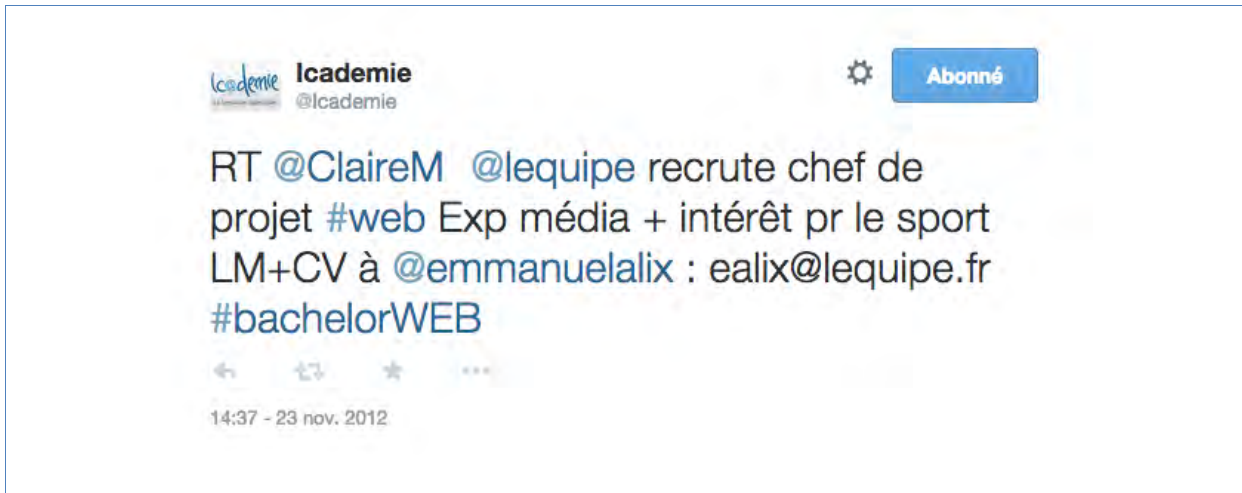 Icademie
Icademie
@Icademie
Abonné
RT @ClaireM @lequipe recrute chef de
projet #web Exp média + intérêt pr le sport
LM+CV à @emmanuelalix : ealix@lequipe.fr
#bachelorWEB
14:37 - 23 nov. 2012